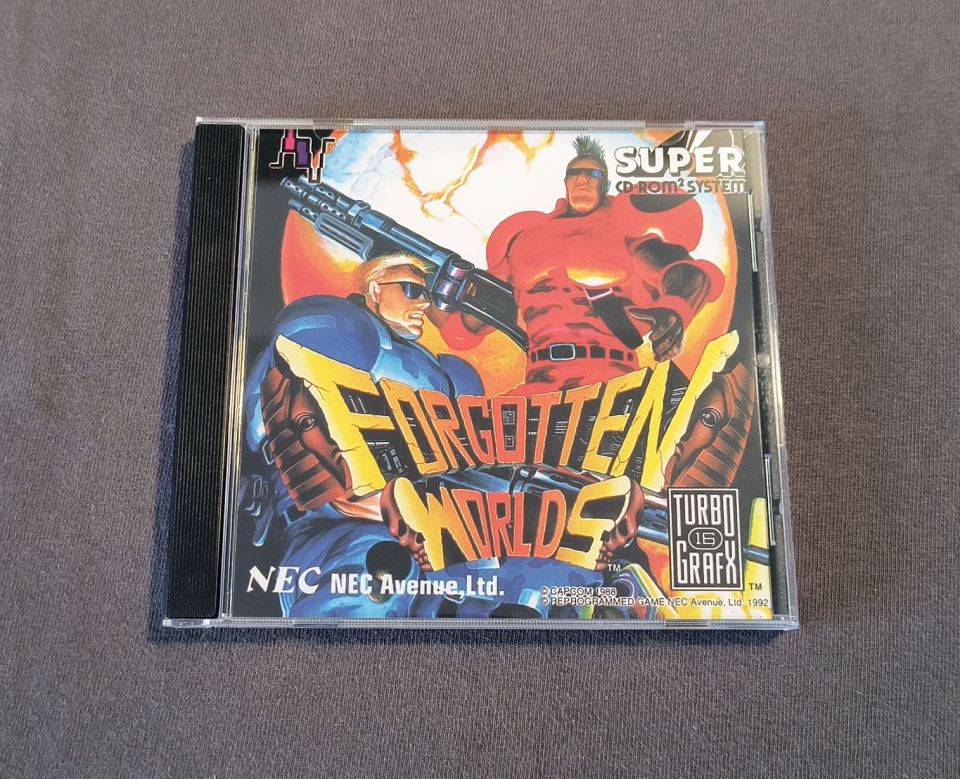 AV
SUPER
CD-ROM² SYSTEM
FORGOTTEN
WORLDS
TM
TURBO
16
GRAFX
TM
NEC NEC Avenue,Ltd.
© CAPCOM 1988
© REPROGRAMMED GAME NEC Avenue, Ltd. 1992